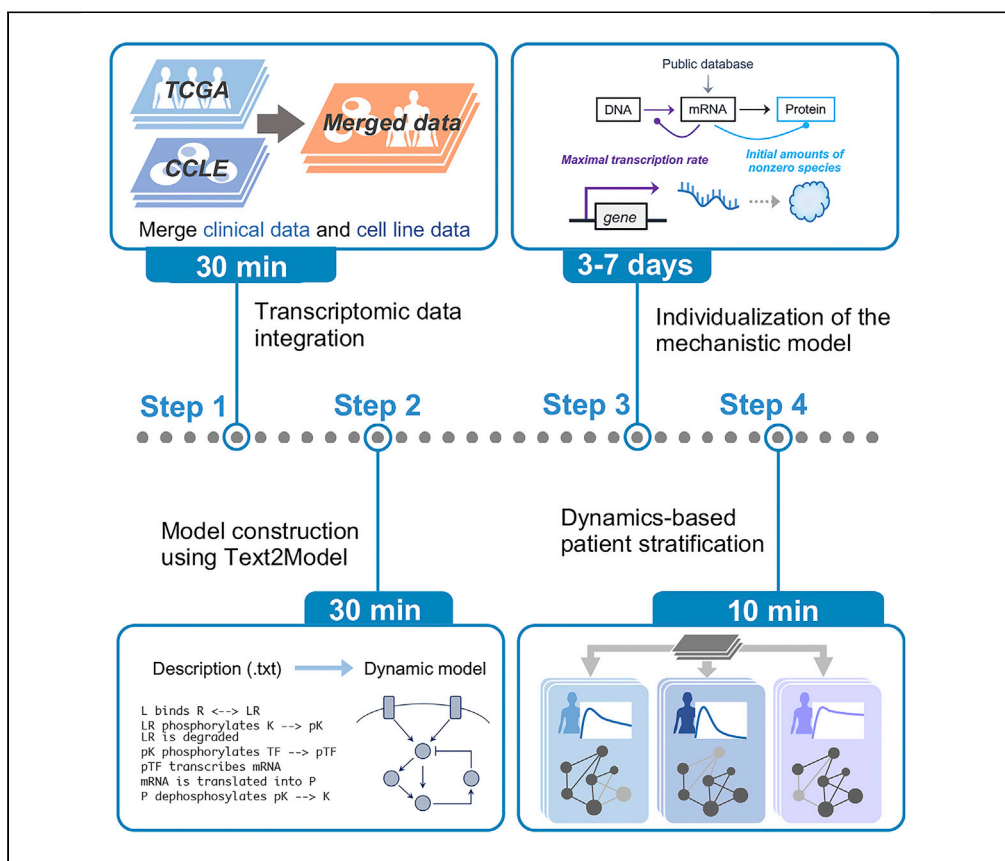 TCGA
CCLE
Merged data
Merge clinical data and cell line data
30 min
Transcriptomic data
integration
Public database
DNA
mRNA
Protein
Maximal transcription rate
Initial amounts of
nonzero species
gene
3-7 days
Individualization of the
mechanistic model
Step 1
Step 2
Step 3
Step 4
Model construction
using Text2Model
30 min
Description (.txt)
Dynamic model
L binds R <--> LR
LR phosphorylates K --> pK
LR is degraded
pK phosphorylates TF --> pTF
pTF transcribes mRNA
mRNA is translated into P
P dephosphosylates pK --> K
Dynamics-based
patient stratification
10 min